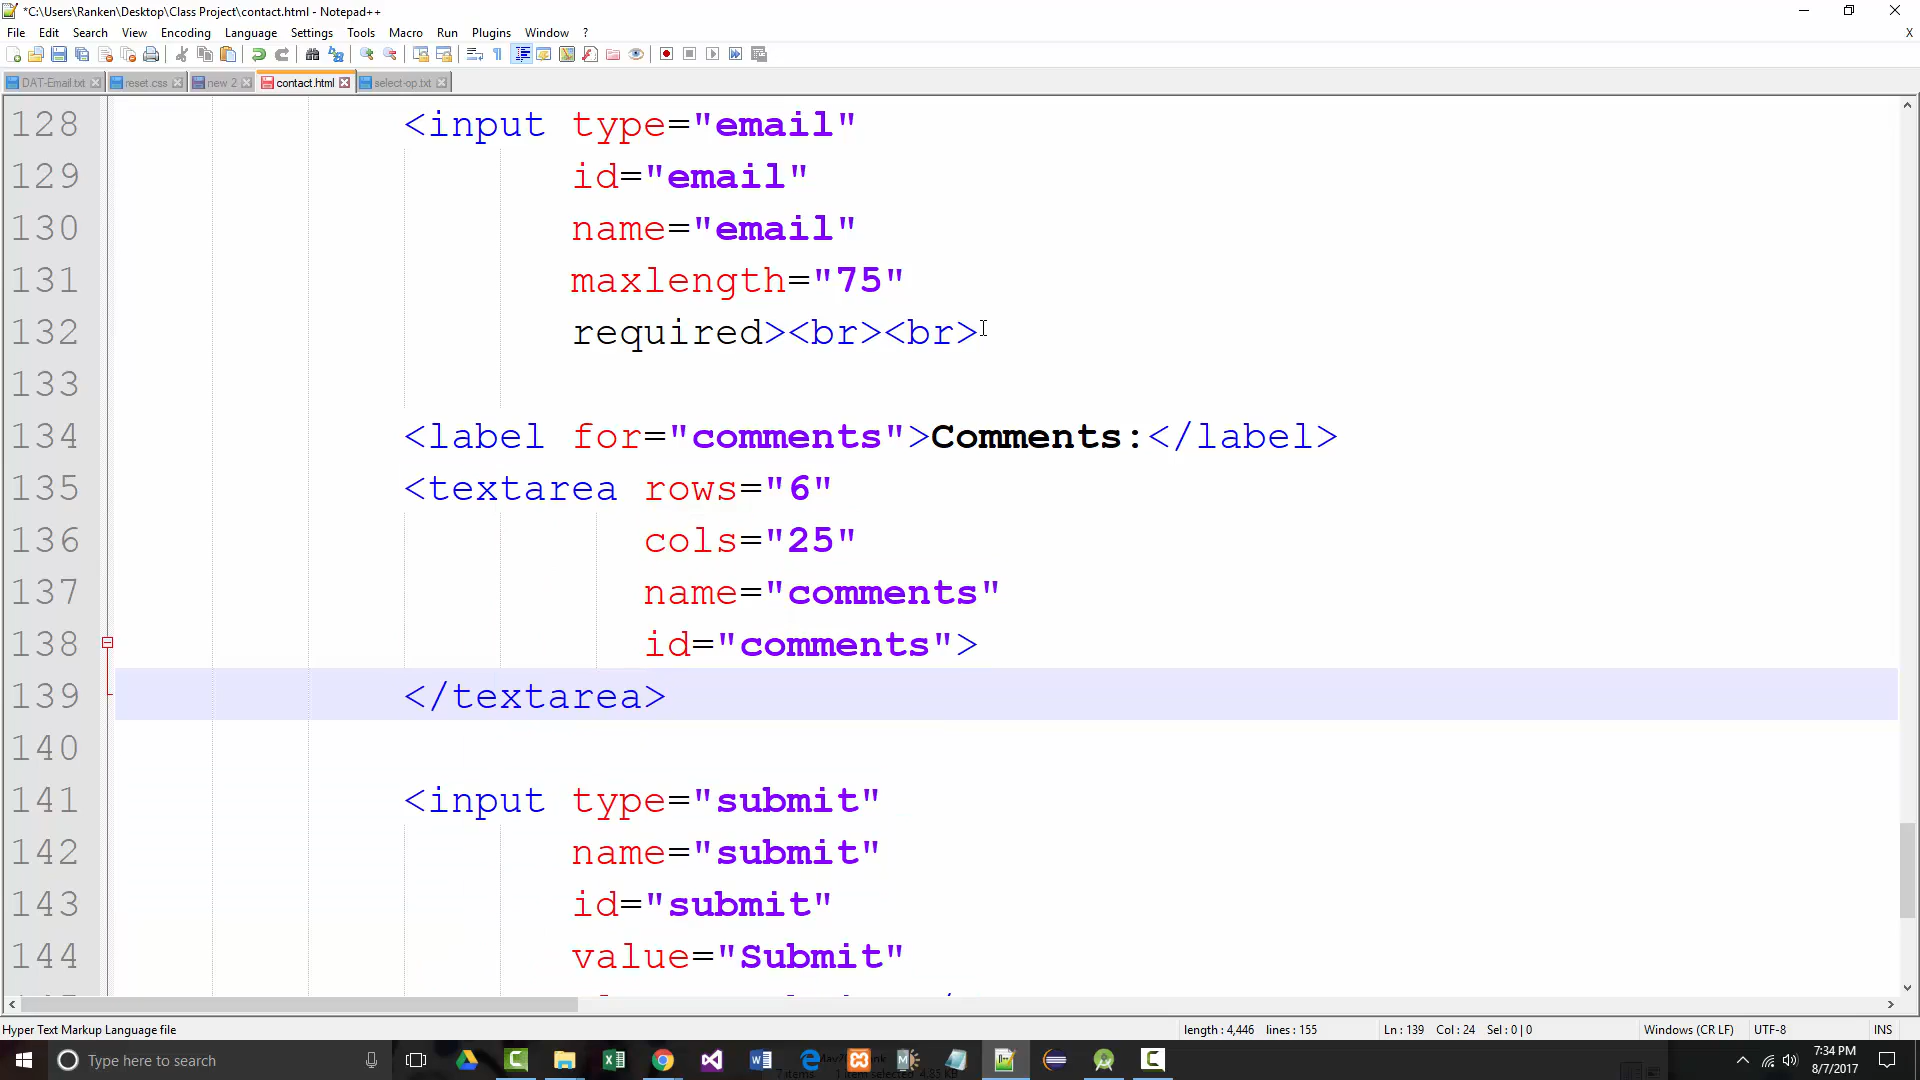 *C:\Users\Ranken\Desktop\Class Project\contact.html - Notepad++
File Edit Search View Encoding Language Settings Tools Macro Run Plugins Window ? X
DAT-Email.txt reset.css new 2 contact.html select-op.txt
128 <input type="email"
129 id="email"
130 name="email"
131 maxlength="75"
132 required><br><br>
133
134 <label for="comments">Comments:</label>
135 <textarea rows="6"
136 cols="25"
137 name="comments"
138 id="comments">
139 </textarea>
140
141 <input type="submit"
142 name="submit"
143 id="submit"
144 value="Submit"
Hyper Text Markup Language file length : 4,446 lines : 155 Ln : 139 Col : 24 Sel : 0 | 0 Windows (CR LF) UTF-8 INS
Type here to search
7:34 PM
8/7/2017